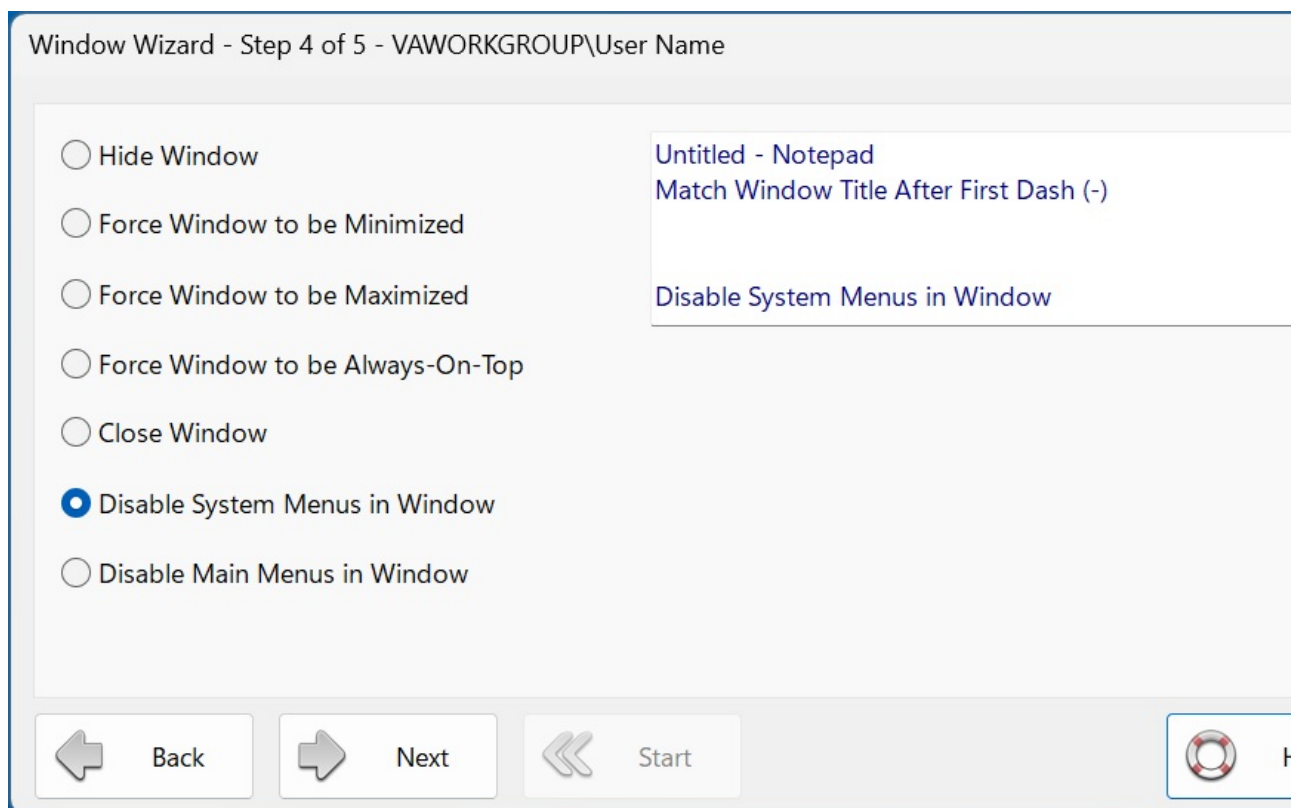 Window Wizard - Step 4 of 5 - VAWORKGROUP\User Name
Hide Window
Force Window to be Minimized
Force Window to be Maximized
Force Window to be Always-On-Top
Close Window
Disable System Menus in Window
Disable Main Menus in Window
Untitled - Notepad
Match Window Title After First Dash (-)
Disable System Menus in Window
Back
Next
Start